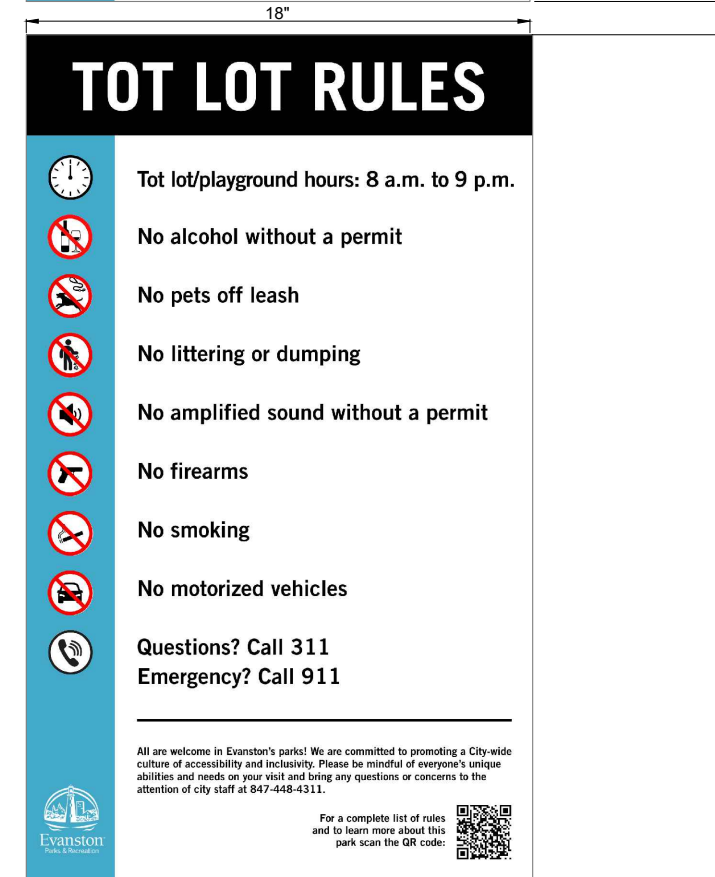 18"
TOT LOT RULES
Tot lot/playground hours: 8 a.m. to 9 p.m.
No alcohol without a permit
No pets off leash
No littering or dumping
No amplified sound without a permit
No firearms
No smoking
No motorized vehicles
Questions? Call 311
Emergency? Call 911
All are welcome in Evanston's parks! We are committed to promoting a City-wide
culture of accessibility and inclusivity. Please be mindful of everyone's unique
abilities and needs on your visit and bring any questions or concerns to the
attention of city staff at 847-448-4311.
For a complete list of rules
and to learn more about this
park scan the QR code:
Evanston
Parks & Recreation